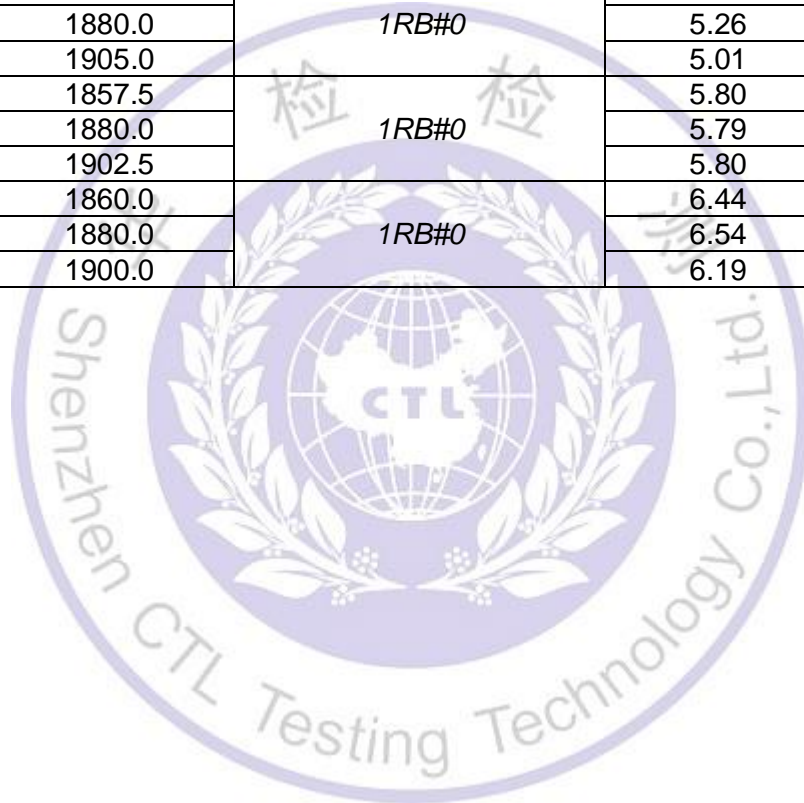 1880.0 1RB#0 5.26
1905.0 5.01
1857.5 5.80
1880.0 1RB#0 5.79
1902.5 5.80
1860.0 6.44
1880.0 1RB#0 6.54
1900.0 6.19
检 检
测
CTL
Shenzhen CTL Testing Technology Co.,Ltd.